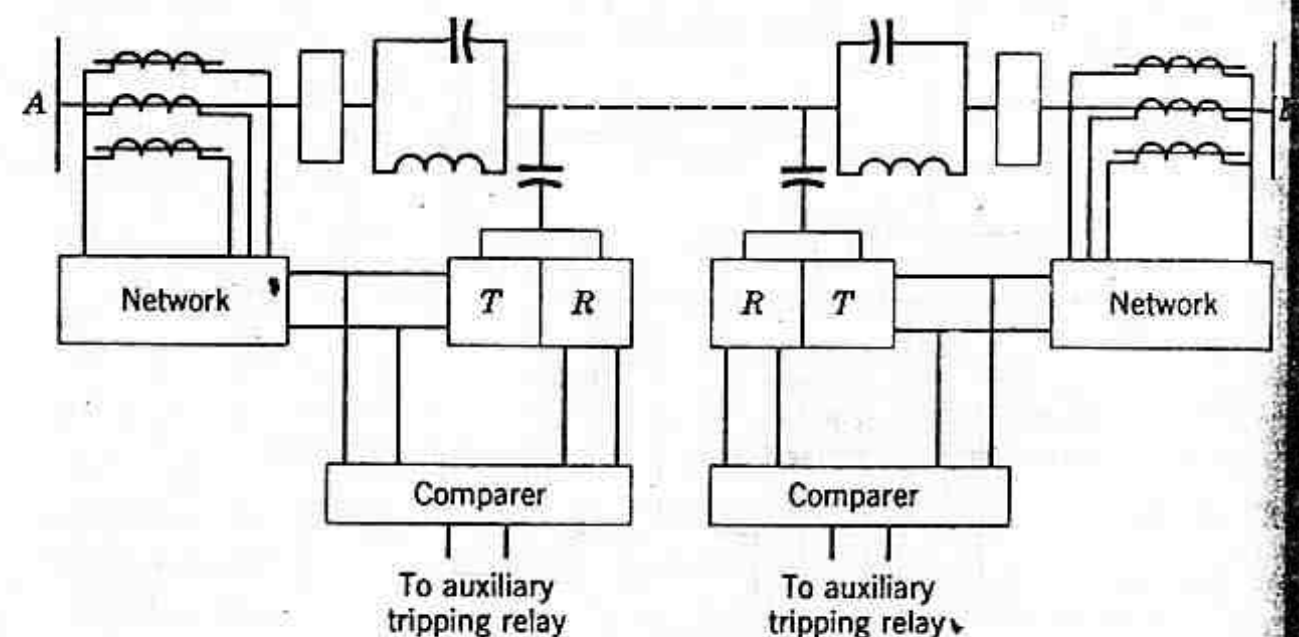 A
Network
T
R
R
T
Network
Comparer
Comparer
To auxiliary
tripping relay
To auxiliary
tripping relay